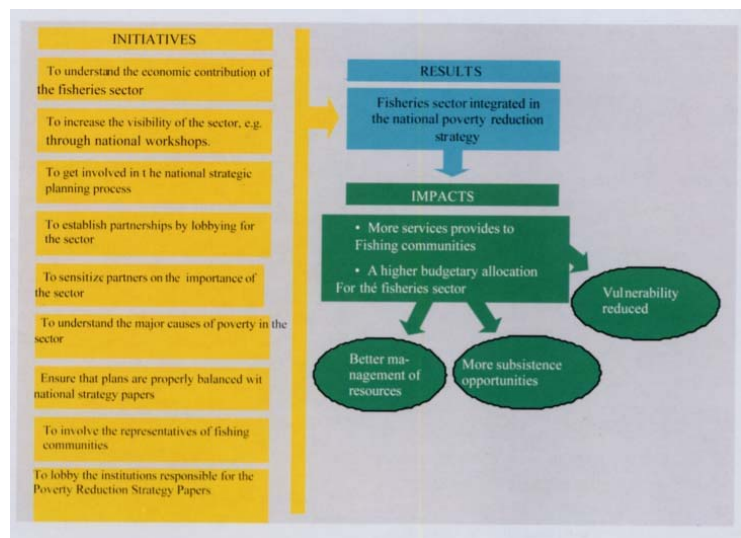 INITIATIVES
To understand the economic contribution of
the fisheries sector
To increase the visibility of the sector, e.g.
through national workshops.
To get involved in t he national strategic
planning process
To establish partnerships by lobbying for
the sector
To sensitize partners on the importance of
the sector
To understand the major causes of poverty in the
sector
Ensure that plans are properly balanced wit
national strategy papers
To involve the representatives of fishing
communities
To lobby the institutions responsible for the
Poverty Reduction Strategy Papers
RESULTS
Fisheries sector integrated in
the national poverty reduction
strategy
IMPACTS
• More services provides to
Fishing communities
• A higher budgetary allocation
For the fisheries sector
Vulnerability
reduced
Better ma-
nagement of
resources
More subsistence
opportunities